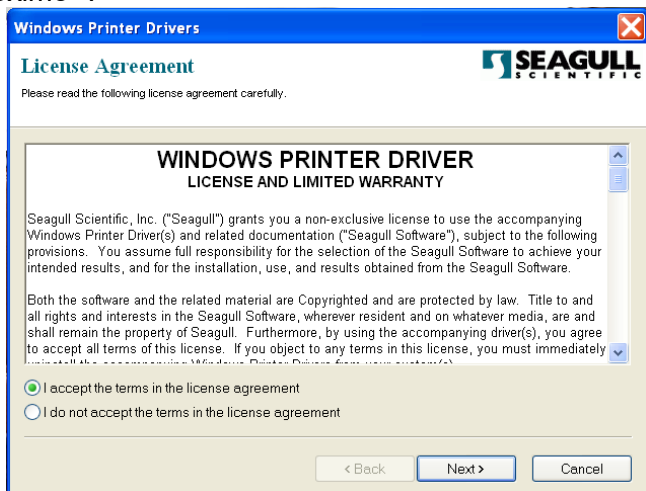 Windows Printer Drivers
License Agreement
SEAGULL
SCIENTIFIC
Please read the following license agreement carefully.
WINDOWS PRINTER DRIVER
LICENSE AND LIMITED WARRANTY
Seagull Scientific, Inc. ("Seagull") grants you a non-exclusive license to use the accompanying
Windows Printer Driver(s) and related documentation ("Seagull Software"), subject to the following
provisions. You assume full responsibility for the selection of the Seagull Software to achieve your
intended results, and for the installation, use, and results obtained from the Seagull Software.
Both the software and the related material are Copyrighted and are protected by law. Title to and
all rights and interests in the Seagull Software, wherever resident and on whatever media, are and
shall remain the property of Seagull. Furthermore, by using the accompanying driver(s), you agree
to accept all terms of this license. If you object to any terms in this license, you must immediately
I accept the terms in the license agreement
I do not accept the terms in the license agreement
< Back
Next >
Cancel